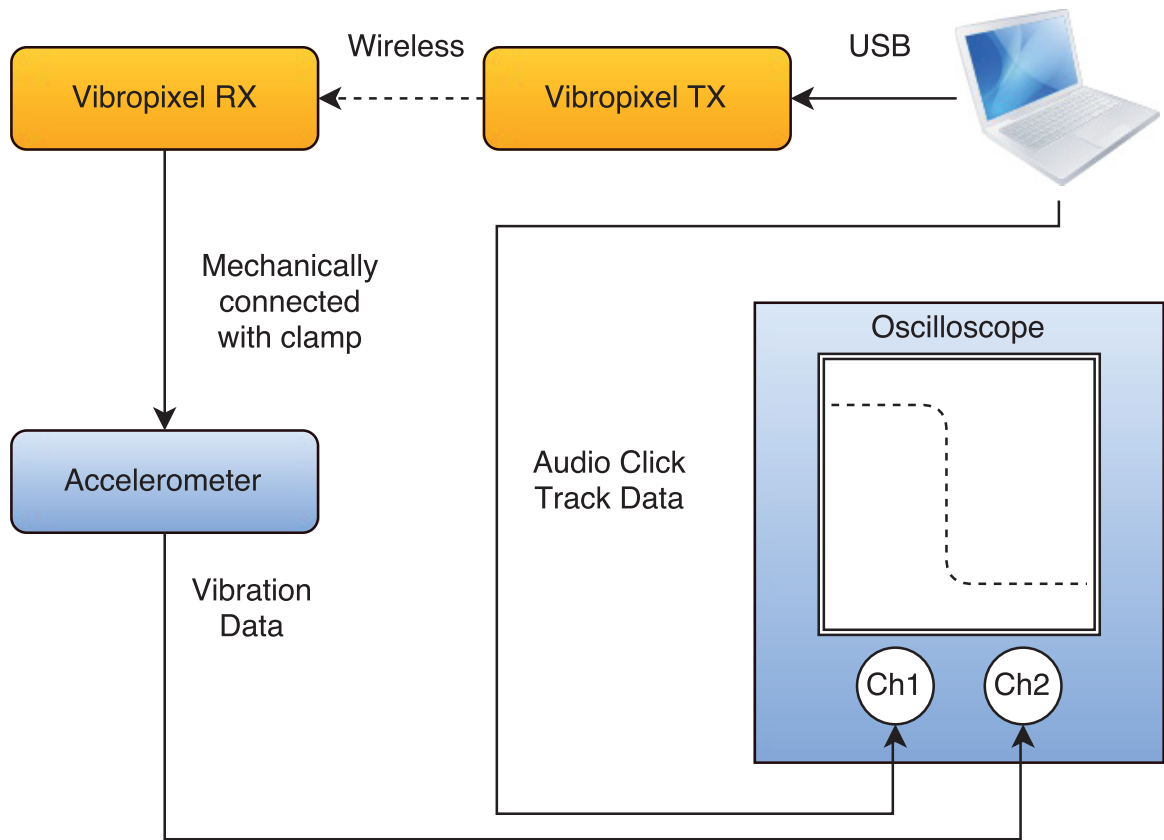 Wireless
USB
Vibropixel RX
Vibropixel TX
Mechanically
connected
with clamp
Oscilloscope
Accelerometer
Audio Click
Track Data
Vibration
Data
Ch1
Ch2